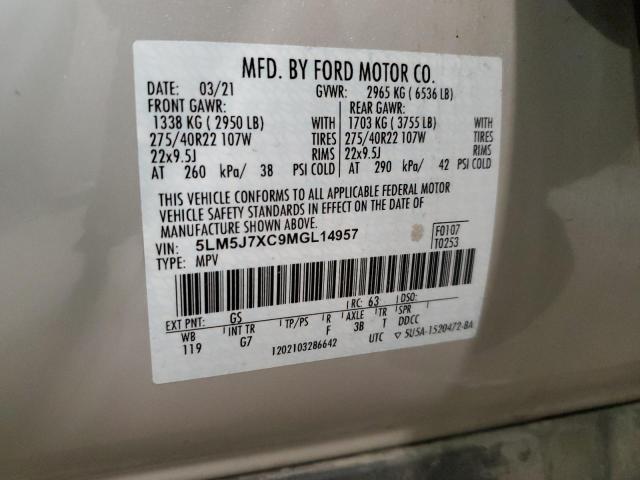 MFD. BY FORD MOTOR CO.
DATE: 03/21 GVWR: 2965 KG ( 6536 LB)
FRONT GAWR: REAR GAWR:
1338 KG ( 2950 LB) WITH 1703 KG ( 3755 LB) WITH
275/40R22 107W TIRES 275/40R22 107W TIRES
22x9.5J RIMS 22x9.5J RIMS
AT 260 kPa/ 38 PSI COLD AT 290 kPa/ 42 PSI COLD
THIS VEHICLE CONFORMS TO ALL APPLICABLE FEDERAL MOTOR
VEHICLE SAFETY STANDARDS IN EFFECT ON THE DATE OF
MANUFACTURE SHOWN ABOVE.
VIN: 5LM5J7XC9MGL14957 F0107
TYPE: MPV T0253
EXT PNT: GS RC: 63 DSO:
WB INT TR TP/PS R AXLE TR SPR
119 G7 F 3B T DDCC
1202103286642 UTC ▽ 5U5A-1520472-BA